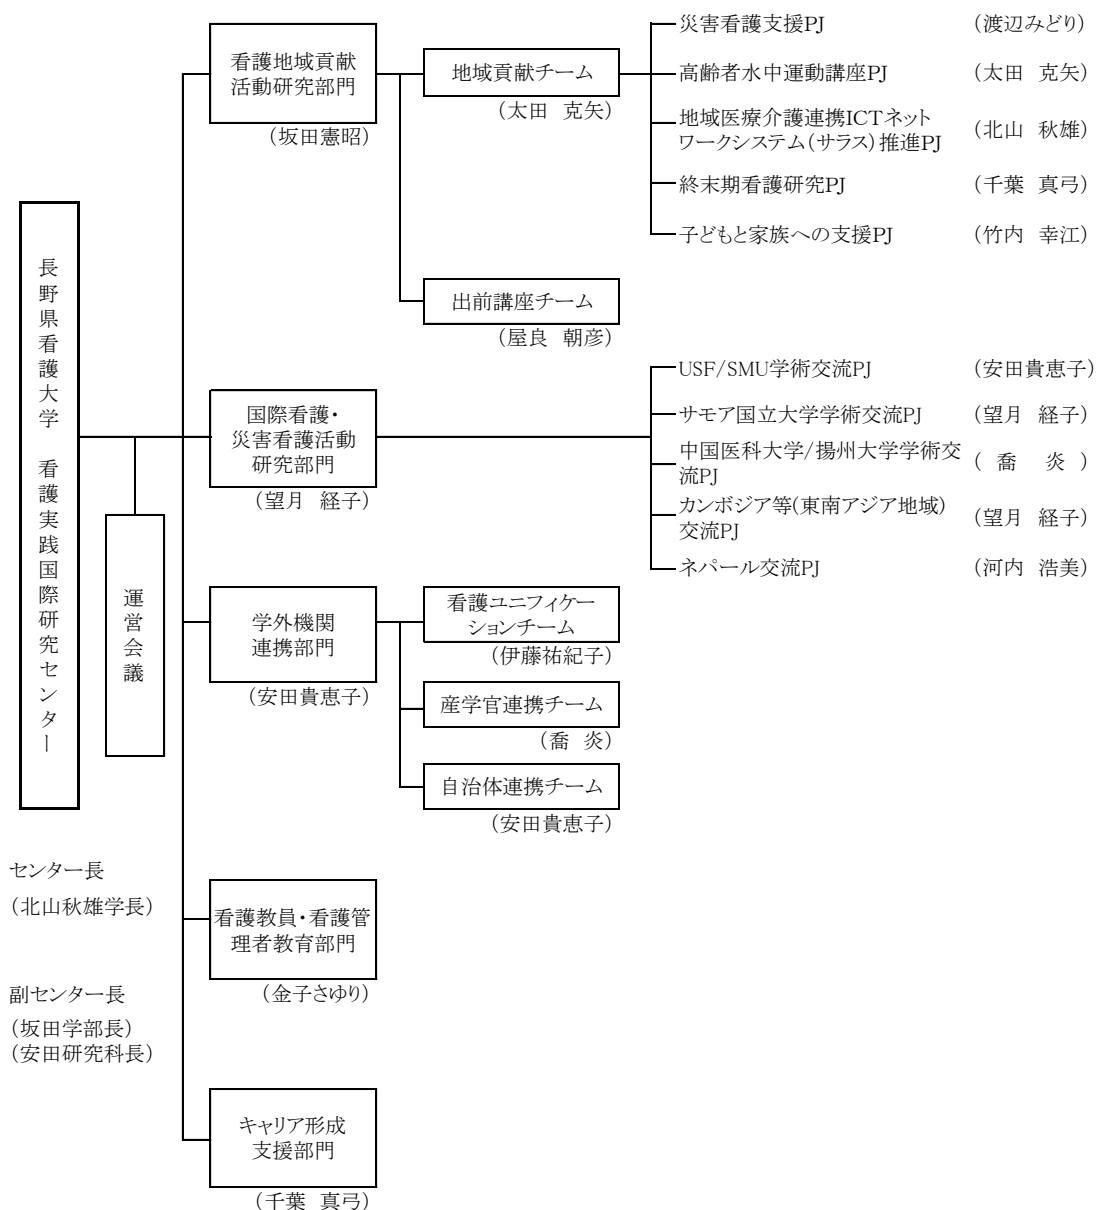 長野県看護大学　看護実践国際研究センター
運営会議
センター長
（北山秋雄学長）
副センター長
（坂田学部長）
（安田研究科長）
看護地域貢献
活動研究部門
（坂田憲昭）
地域貢献チーム
（太田　克矢）
災害看護支援PJ　（渡辺みどり）
高齢者水中運動講座PJ　（太田　克矢）
地域医療介護連携ICTネット
ワークシステム（サラス）推進PJ　（北山　秋雄）
終末期看護研究PJ　（千葉　真弓）
子どもと家族への支援PJ　（竹内　幸江）
出前講座チーム
（屋良　朝彦）
国際看護・
災害看護活動
研究部門
（望月　経子）
USF/SMU学術交流PJ　（安田貴恵子）
サモア国立大学学術交流PJ　（望月　経子）
中国医科大学/揚州大学学術交
流PJ　（　喬　　炎　）
カンボジア等(東南アジア地域)
交流PJ　（望月　経子）
ネパール交流PJ　（河内　浩美）
学外機関
連携部門
（安田貴恵子）
看護ユニフィケー
ションチーム
（伊藤祐紀子）
産学官連携チーム
（喬　炎）
自治体連携チーム
（安田貴恵子）
看護教員・看護管
理者教育部門
（金子さゆり）
キャリア形成
支援部門
（千葉　真弓）